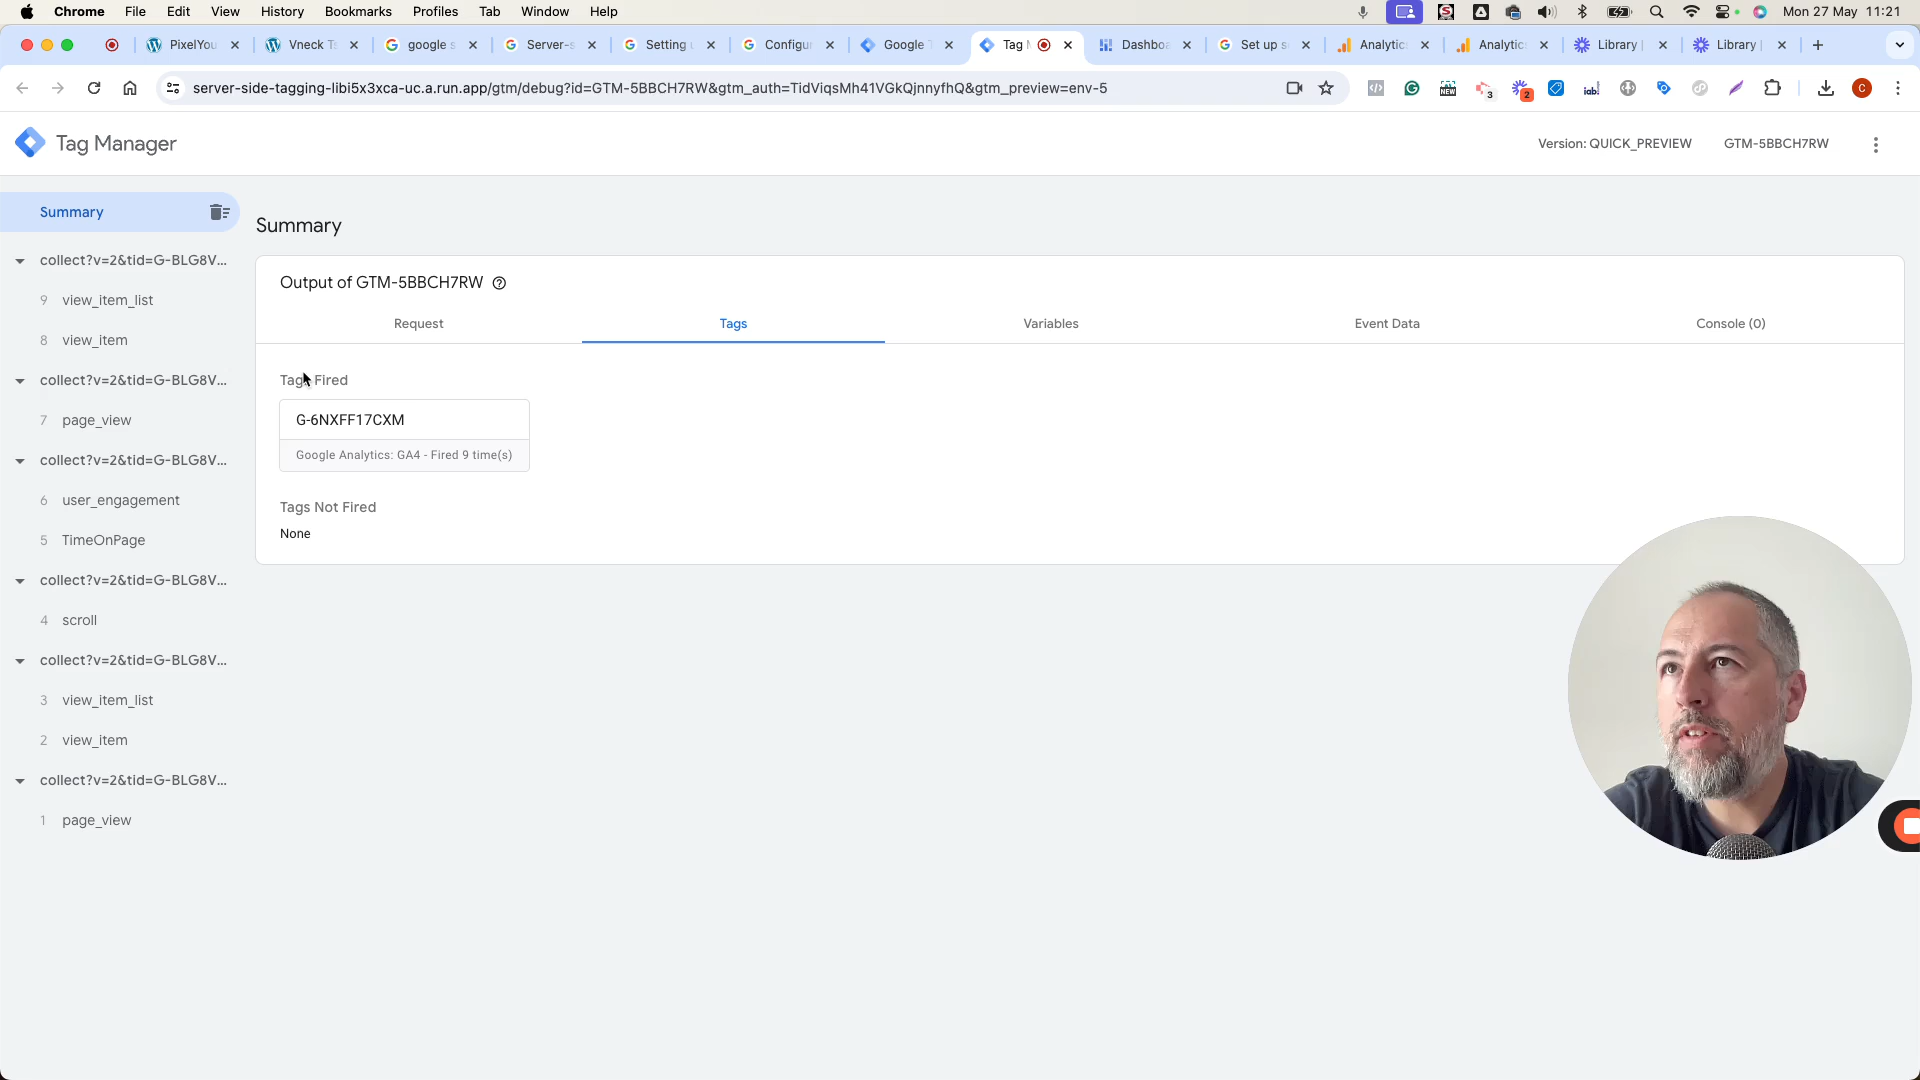 Chrome File Edit View History Bookmarks Profiles Tab Window Help Mon 27 May 11:21
PixelYou Vneck T google s Server-s Setting Configur Google T Tag M Dashboa Set up s Analytic Analytic Library Library
server-side-tagging-libi5x3xca-uc.a.run.app/gtm/debug?id=GTM-5BBCH7RW&gtm_auth=TidViqsMh41VGkQjnnyfhQ&gtm_preview=env-5
NEW 3 2 iab! C
Tag Manager Version: QUICK_PREVIEW GTM-5BBCH7RW
Summary
collect?v=2&tid=G-BLG8V...
9 view_item_list
8 view_item
collect?v=2&tid=G-BLG8V...
7 page_view
collect?v=2&tid=G-BLG8V...
6 user_engagement
5 TimeOnPage
collect?v=2&tid=G-BLG8V...
4 scroll
collect?v=2&tid=G-BLG8V...
3 view_item_list
2 view_item
collect?v=2&tid=G-BLG8V...
1 page_view
Summary
Output of GTM-5BBCH7RW
Request Tags Variables Event Data Console (0)
Tags Fired
G-6NXFF17CXM
Google Analytics: GA4 - Fired 9 time(s)
Tags Not Fired
None